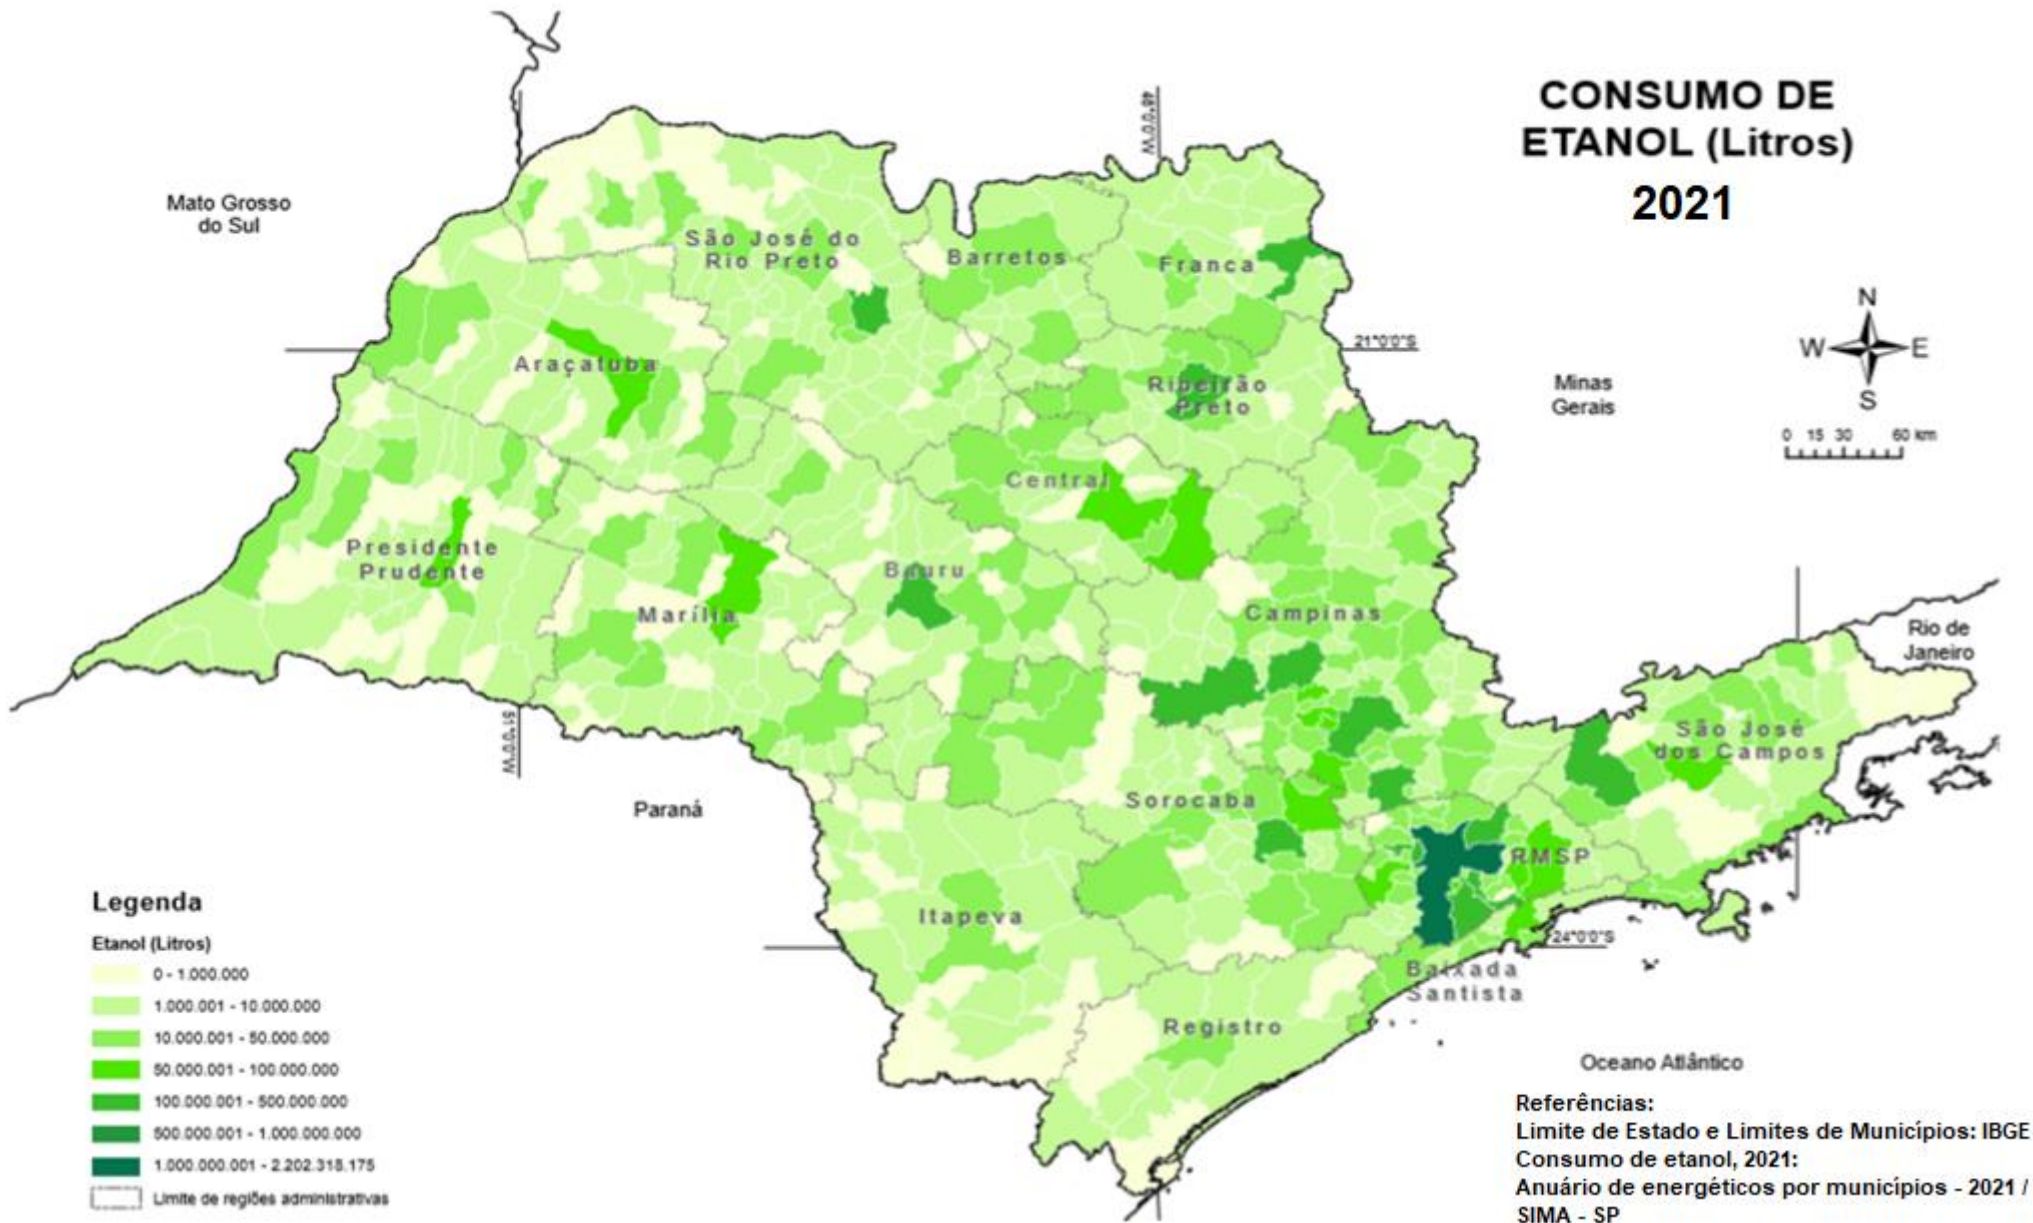 CONSUMO DE
ETANOL (Litros)
2021
48°0'0"W
Mato Grosso
do Sul
São José do
Rio Preto
Barretos
Franca
N
W E
S
21°0'0"S
Araçatuba
Ribeirão
Preto
Minas
Gerais
0 15 30 60 km
Central
Presidente
Prudente
Bauru
Marília
Campinas
Rio de
Janeiro
51°0'0"W
São José
dos Campos
Paraná
Sorocaba
RMSP
Itapeva
24°0'0"S
Baixada
Santista
Registro
Oceano Atlântico
Legenda
Etanol (Litros)
0 - 1.000.000
1.000.001 - 10.000.000
10.000.001 - 50.000.000
50.000.001 - 100.000.000
100.000.001 - 500.000.000
500.000.001 - 1.000.000.000
1.000.000.001 - 2.202.318.175
Limite de regiões administrativas
Referências:
Limite de Estado e Limites de Municípios: IBGE
Consumo de etanol, 2021:
Anuário de energéticos por municípios - 2021 /
SIMA - SP